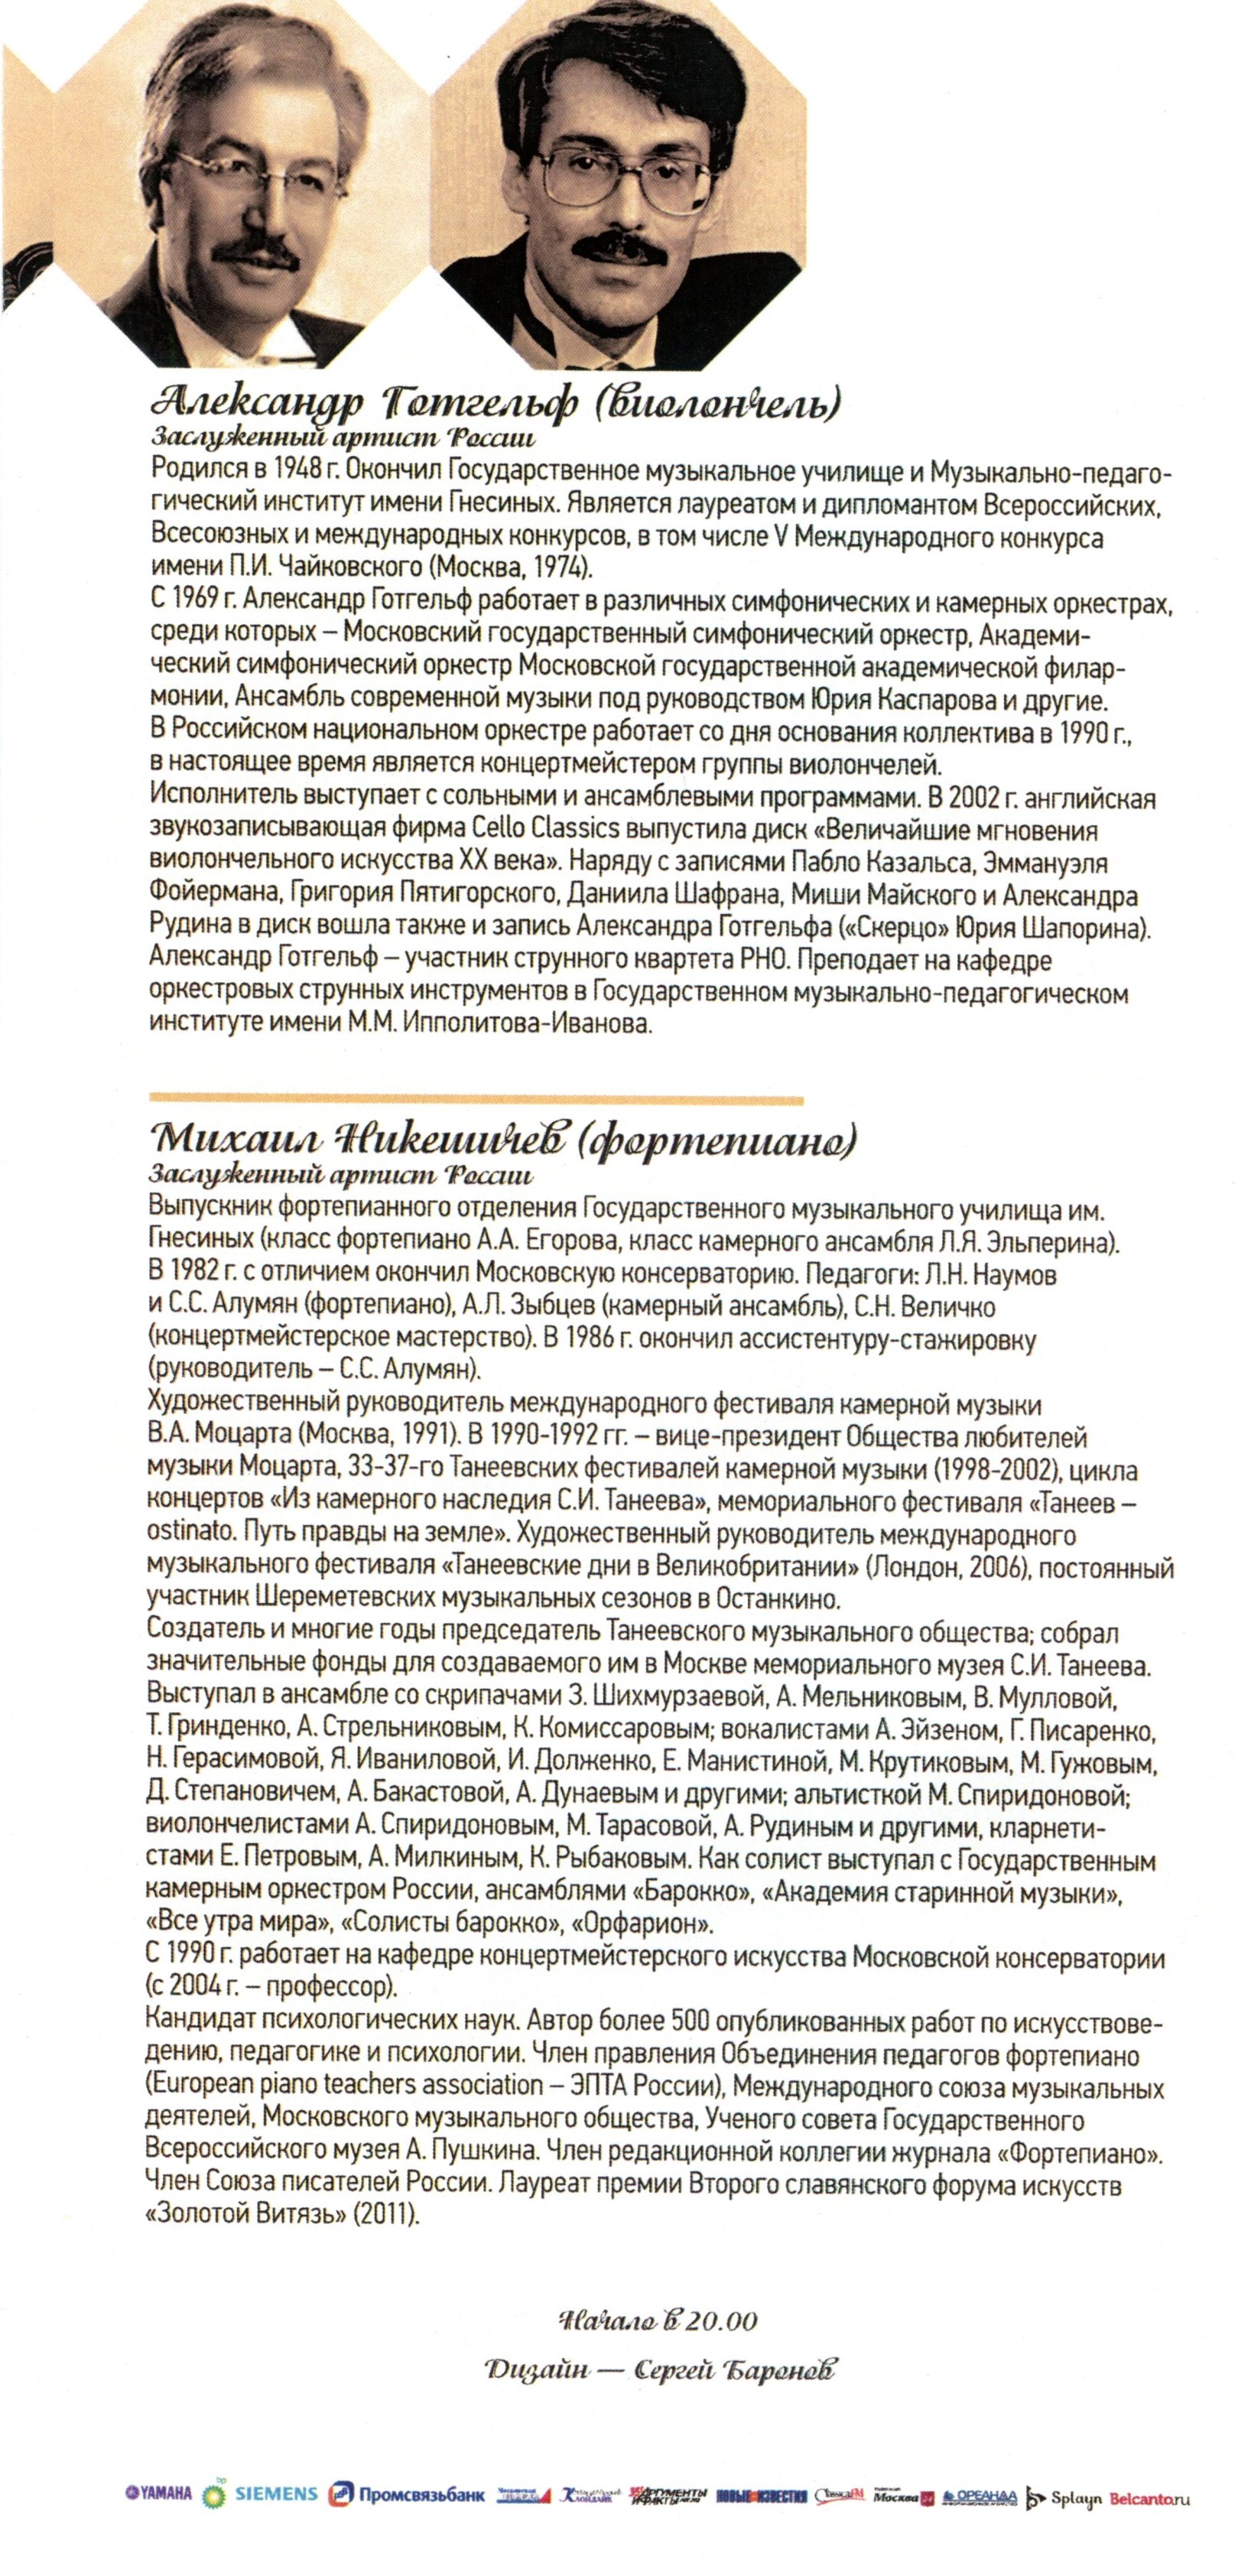 Александр Готгельф (виолончель)
Заслуженный артист России
Родился в 1948 г. Окончил Государственное музыкальное училище и Музыкально-педаго-
гический институт имени Гнесиных. Является лауреатом и дипломантом Всероссийских,
Всесоюзных и международных конкурсов, в том числе V Международного конкурса
имени П.И. Чайковского (Москва, 1974).
С 1969 г. Александр Готгельф работает в различных симфонических и камерных оркестрах,
среди которых – Московский государственный симфонический оркестр, Академи-
ческий симфонический оркестр Московской государственной академической филар-
монии, Ансамбль современной музыки под руководством Юрия Каспарова и другие.
В Российском национальном оркестре работает со дня основания коллектива в 1990 г.,
в настоящее время является концертмейстером группы виолончелей.
Исполнитель выступает с сольными и ансамблевыми программами. В 2002 г. английская
звукозаписывающая фирма Cello Classics выпустила диск «Величайшие мгновения
виолончельного искусства XX века». Наряду с записями Пабло Казальса, Эммануэля
Фойермана, Григория Пятигорского, Даниила Шафрана, Миши Майского и Александра
Рудина в диск вошла также и запись Александра Готгельфа («Скерцо» Юрия Шапорина).
Александр Готгельф – участник струнного квартета РНО. Преподает на кафедре
оркестровых струнных инструментов в Государственном музыкально-педагогическом
институте имени М.М. Ипполитова-Иванова.
Михаил Никешичев (фортепиано)
Заслуженный артист России
Выпускник фортепианного отделения Государственного музыкального училища им.
Гнесиных (класс фортепиано А.А. Егорова, класс камерного ансамбля Л.Я. Эльперина).
В 1982 г. с отличием окончил Московскую консерваторию. Педагоги: Л.Н. Наумов
и С.С. Алумян (фортепиано), А.Л. Зыбцев (камерный ансамбль), С.Н. Величко
(концертмейстерское мастерство). В 1986 г. окончил ассистентуру-стажировку
(руководитель – С.С. Алумян).
Художественный руководитель международного фестиваля камерной музыки
В.А. Моцарта (Москва, 1991). В 1990-1992 гг. – вице-президент Общества любителей
музыки Моцарта, 33-37-го Танеевских фестивалей камерной музыки (1998-2002), цикла
концертов «Из камерного наследия С.И. Танеева», мемориального фестиваля «Танеев –
ostinato. Путь правды на земле». Художественный руководитель международного
музыкального фестиваля «Танеевские дни в Великобритании» (Лондон, 2006), постоянный
участник Шереметевских музыкальных сезонов в Останкино.
Создатель и многие годы председатель Танеевского музыкального общества; собрал
значительные фонды для создаваемого им в Москве мемориального музея С.И. Танеева.
Выступал в ансамбле со скрипачами З. Шихмурзаевой, А. Мельниковым, В. Мулловой,
Т. Гринденко, А. Стрельниковым, К. Комиссаровым; вокалистами А. Эйзеном, Г. Писаренко,
Н. Герасимовой, Я. Иваниловой, И. Долженко, Е. Манистиной, М. Крутиковым, М. Гужовым,
Д. Степановичем, А. Бакастовой, А. Дунаевым и другими; альтисткой М. Спиридоновой;
виолончелистами А. Спиридоновым, М. Тарасовой, А. Рудиным и другими, кларнети-
стами Е. Петровым, А. Милкиным, К. Рыбаковым. Как солист выступал с Государственным
камерным оркестром России, ансамблями «Барокко», «Академия старинной музыки»,
«Все утра мира», «Солисты барокко», «Орфарион».
С 1990 г. работает на кафедре концертмейстерского искусства Московской консерватории
(с 2004 г. – профессор).
Кандидат психологических наук. Автор более 500 опубликованных работ по искусствове-
дению, педагогике и психологии. Член правления Объединения педагогов фортепиано
(European piano teachers association – ЭПТА России), Международного союза музыкальных
деятелей, Московского музыкального общества, Ученого совета Государственного
Всероссийского музея А. Пушкина. Член редакционной коллегии журнала «Фортепиано».
Член Союза писателей России. Лауреат премии Второго славянского форума искусств
«Золотой Витязь» (2011).
Начало в 20.00
Дизайн — Сергей Баронов
YAMAHA bp SIEMENS Промсвязьбанк АРГУМЕНТЫ И ФАКТЫ НОВЫЕ ИЗВЕСТИЯ Москва ОРЕАНДА Splayn Belcanto.ru